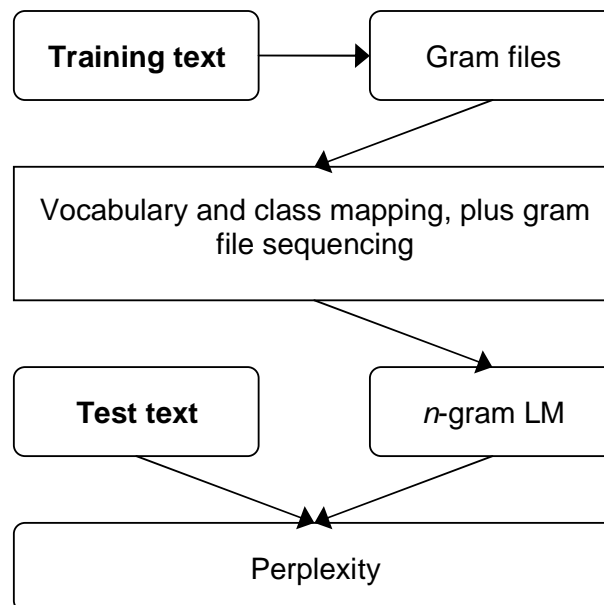 Training text
Gram files
Vocabulary and class mapping, plus gram
file sequencing
Test text
n-gram LM
Perplexity